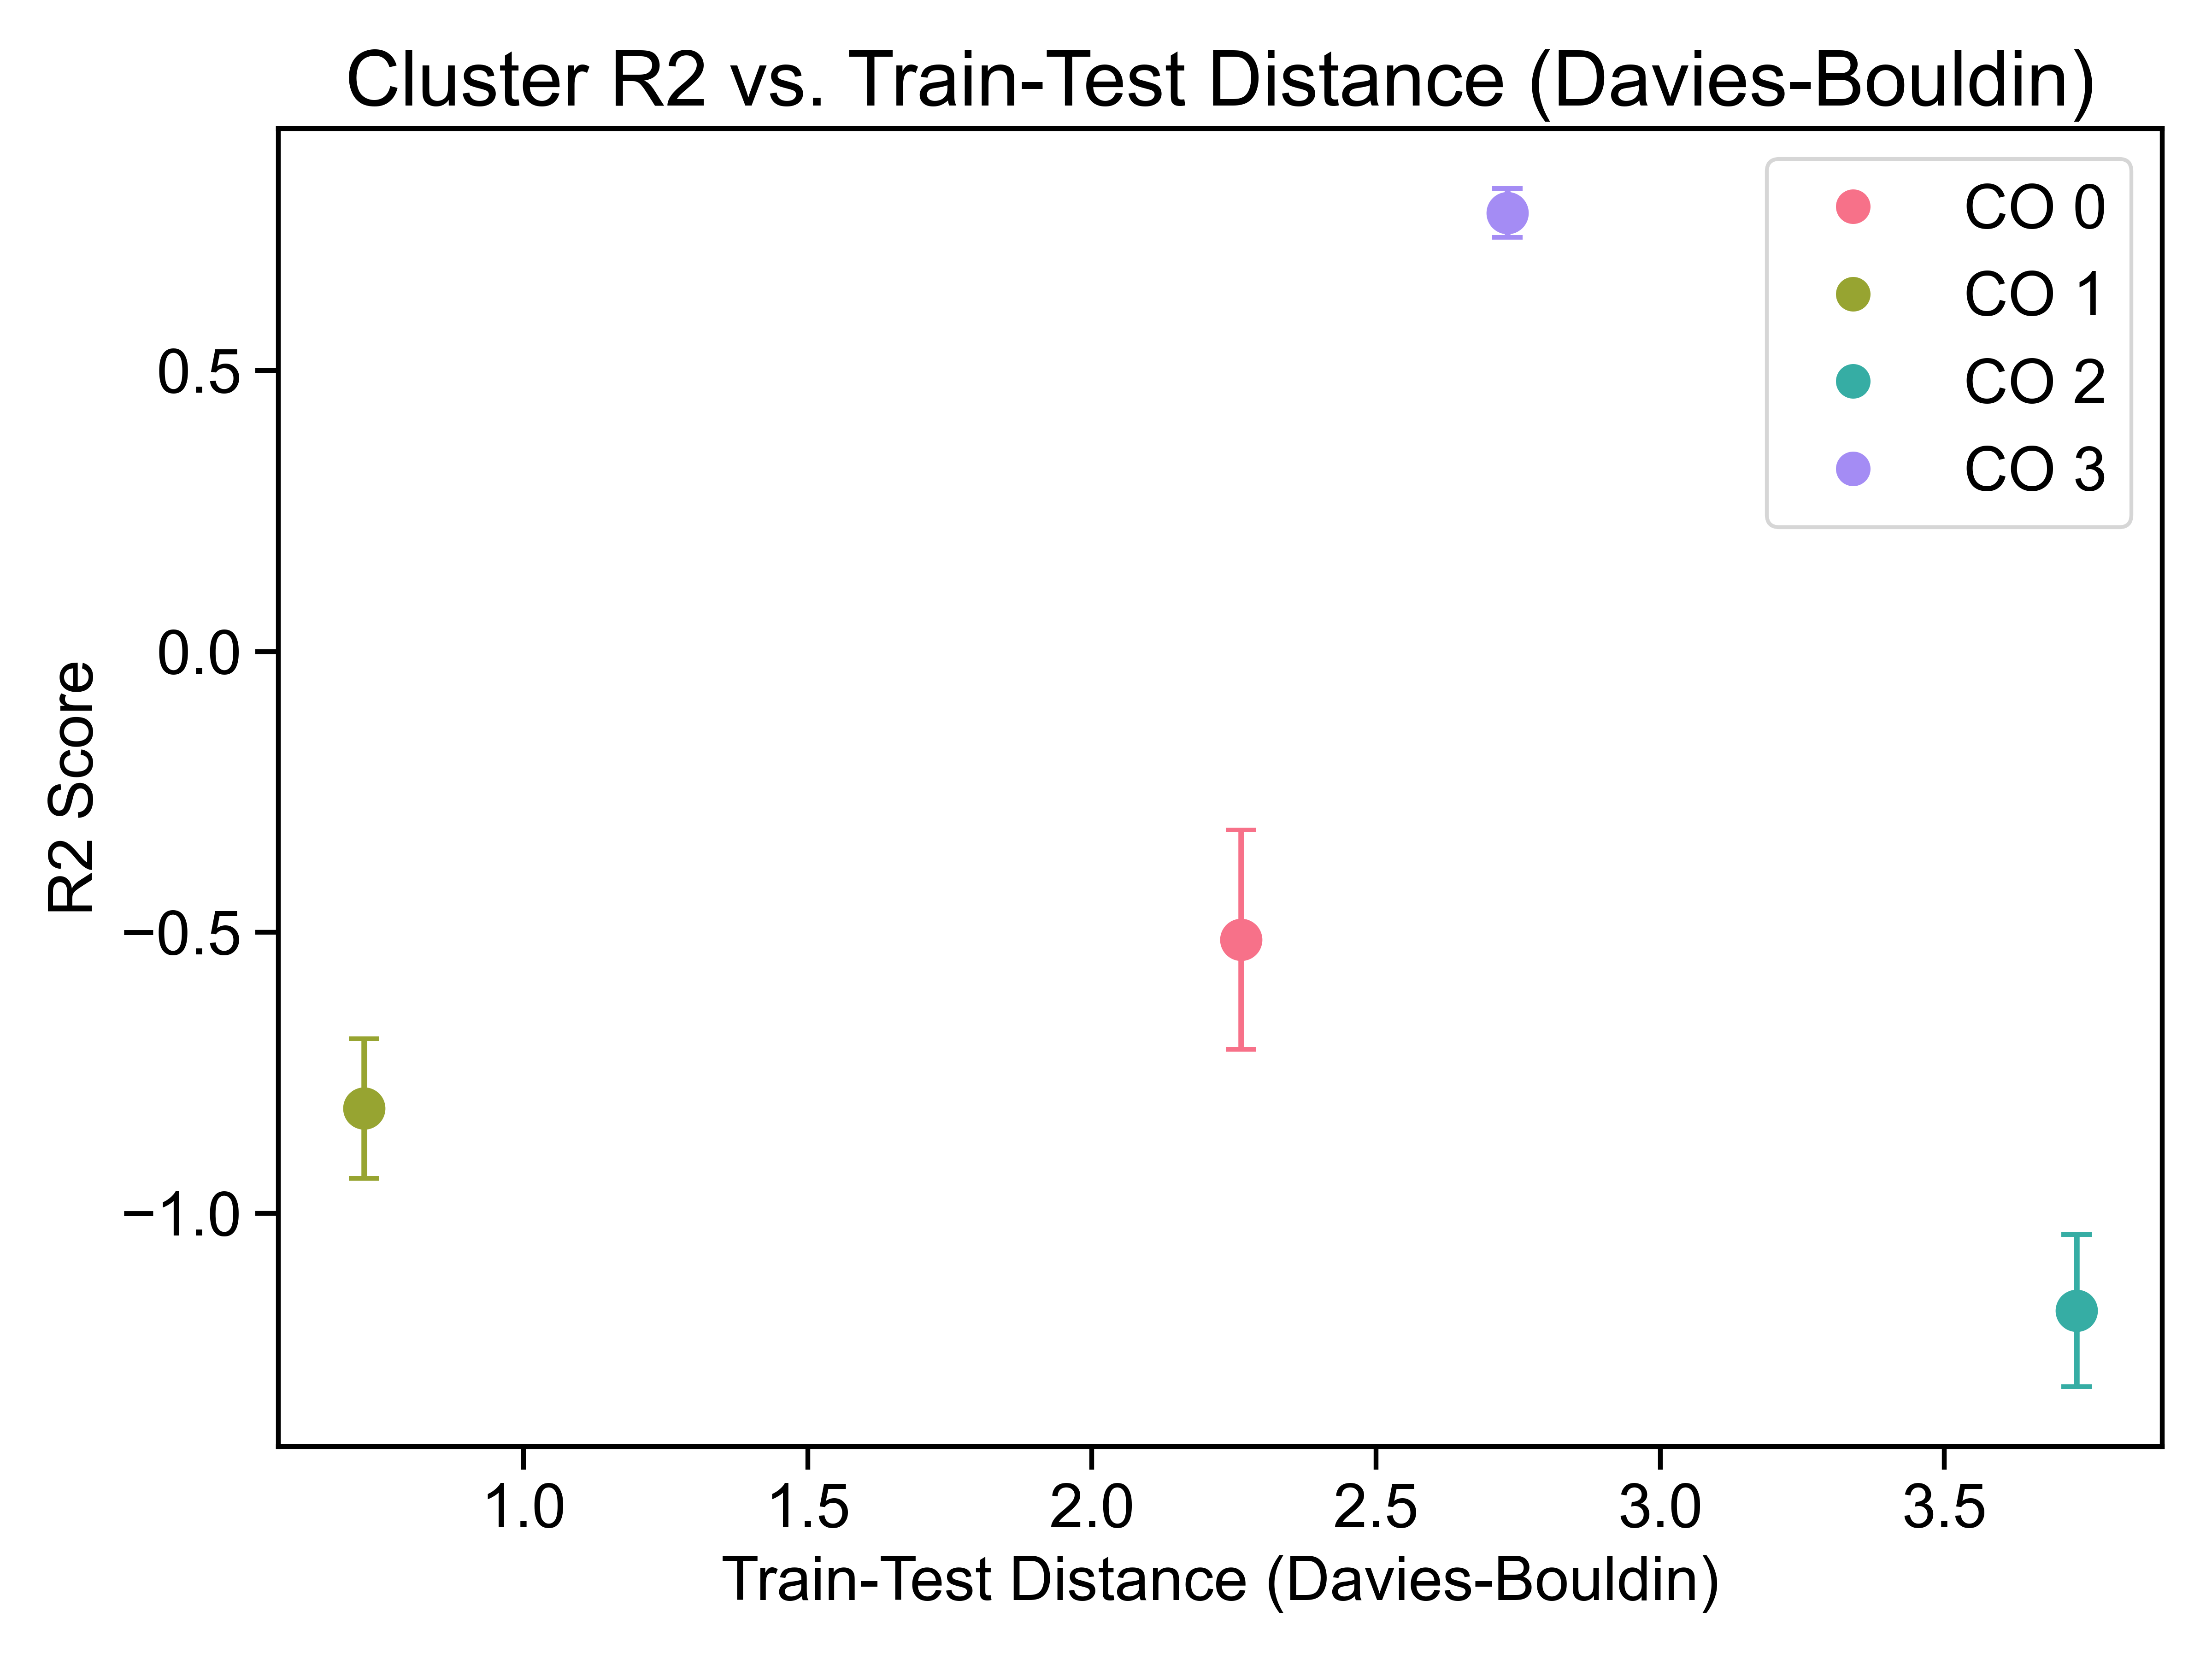 Cluster R2 vs. Train-Test Distance (Davies-Bouldin)
CO 0
CO 1
CO 2
CO 3
R2 Score
0.5
0.0
−0.5
−1.0
1.0 1.5 2.0 2.5 3.0 3.5
Train-Test Distance (Davies-Bouldin)